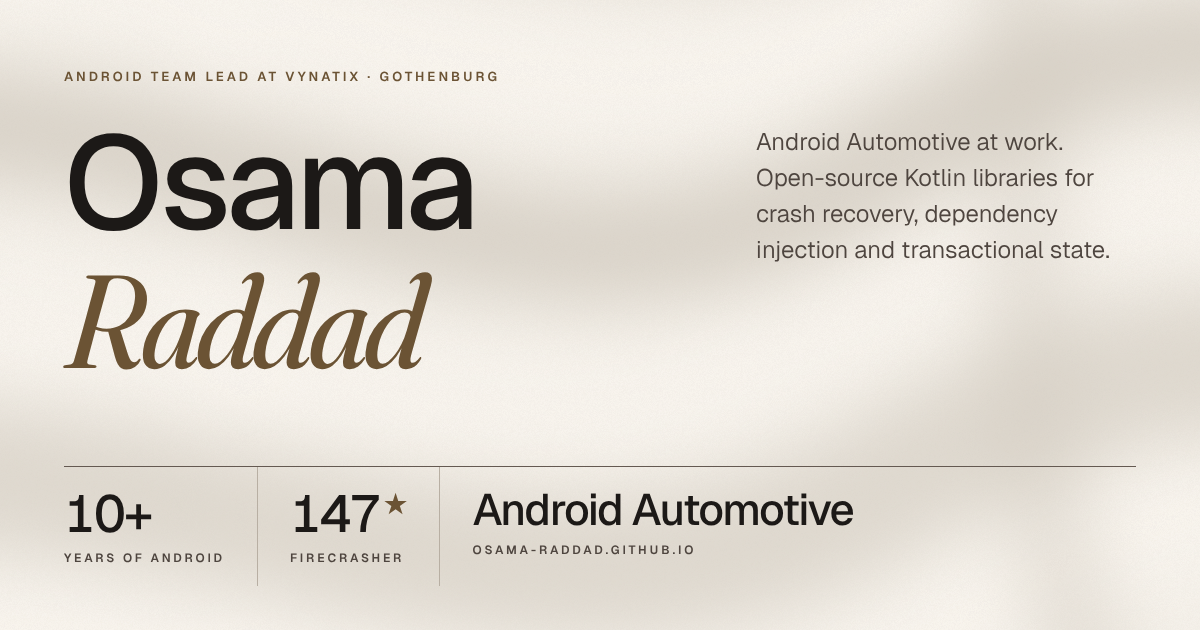 ANDROID TEAM LEAD AT VYNATIX · GOTHENBURG
Osama
Raddad
Android Automotive at work.
Open-source Kotlin libraries for
crash recovery, dependency
injection and transactional state.
10+
YEARS OF ANDROID
147★
FIRECRASHER
Android Automotive
OSAMA-RADDAD.GITHUB.IO